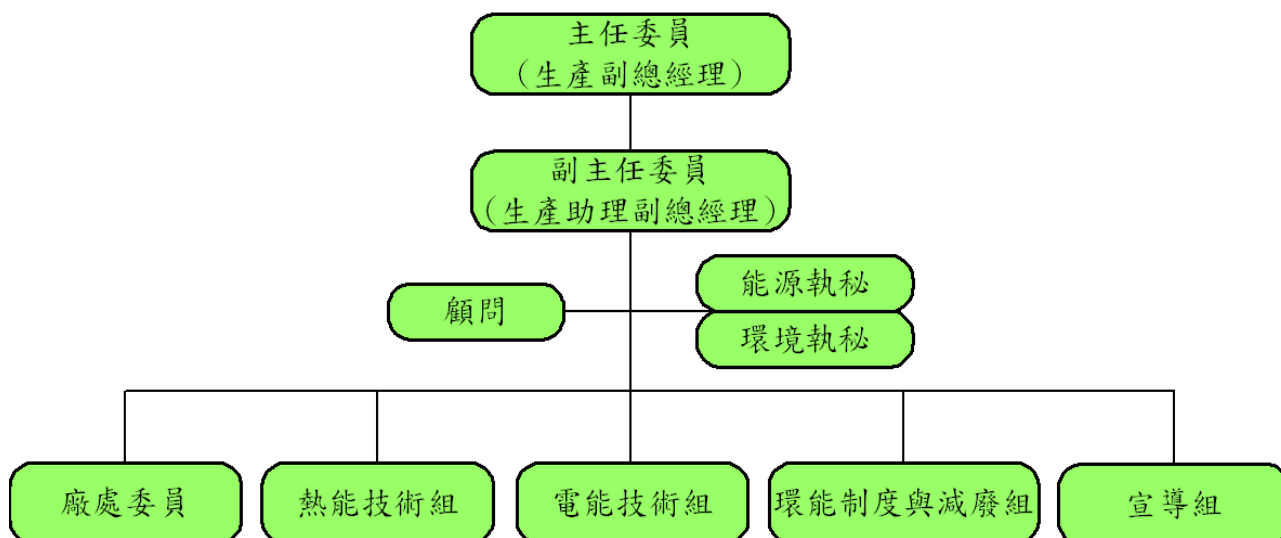 主任委員
(生產副總經理)
副主任委員
(生產助理副總經理)
顧問
能源執秘
環境執秘
廠處委員
熱能技術組
電能技術組
環能制度與減廢組
宣導組